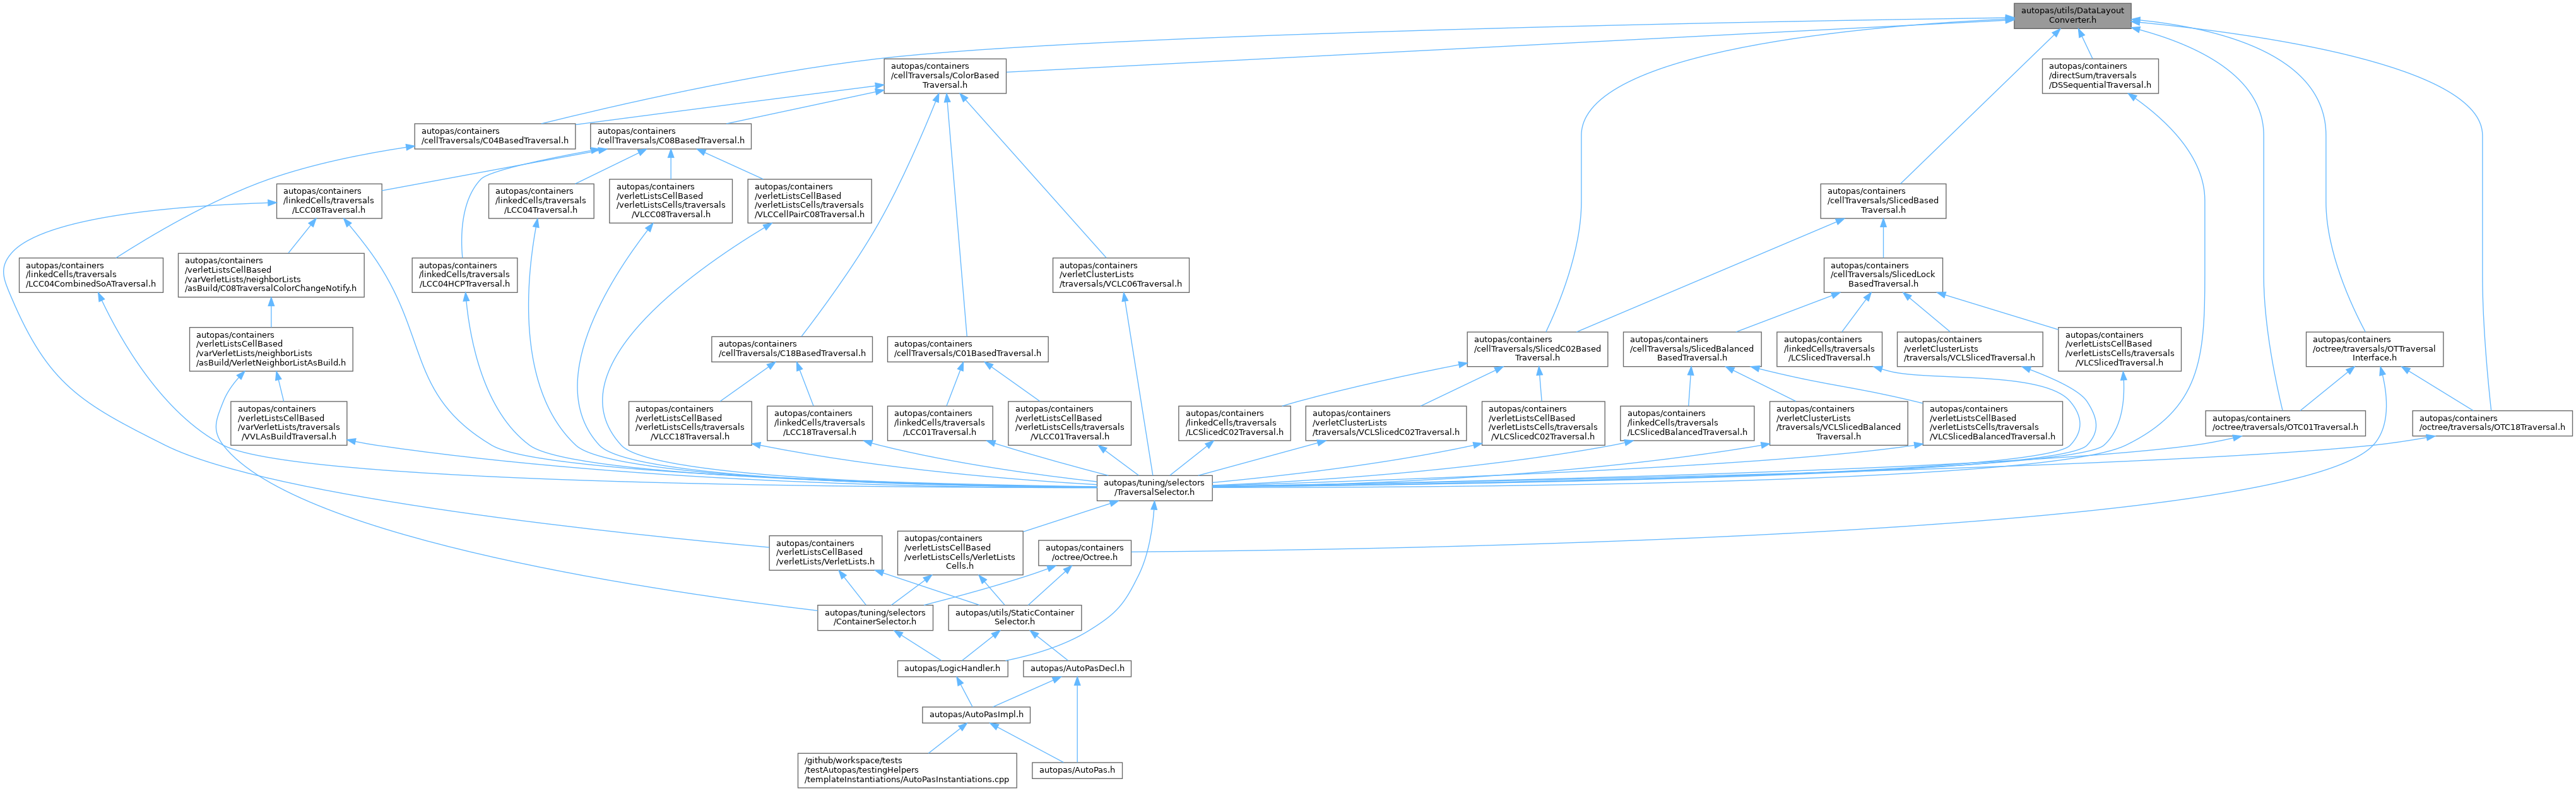 autopas/utils/DataLayout
Converter.h
autopas/containers
/cellTraversals/ColorBased
Traversal.h
autopas/containers
/directSum/traversals
/DSSequentialTraversal.h
autopas/containers
/cellTraversals/C04BasedTraversal.h
autopas/containers
/cellTraversals/C08BasedTraversal.h
autopas/containers
/linkedCells/traversals
/LCC08Traversal.h
autopas/containers
/linkedCells/traversals
/LCC04Traversal.h
autopas/containers
/verletListsCellBased
/verletListsCells/traversals
/VLCC08Traversal.h
autopas/containers
/verletListsCellBased
/verletListsCells/traversals
/VLCCellPairC08Traversal.h
autopas/containers
/cellTraversals/SlicedBased
Traversal.h
autopas/containers
/linkedCells/traversals
/LCC04CombinedSoATraversal.h
autopas/containers
/verletListsCellBased
/varVerletLists/neighborLists
/asBuild/C08TraversalColorChangeNotify.h
autopas/containers
/linkedCells/traversals
/LCC04HCPTraversal.h
autopas/containers
/verletClusterLists
/traversals/VCLC06Traversal.h
autopas/containers
/cellTraversals/SlicedLock
BasedTraversal.h
autopas/containers
/verletListsCellBased
/varVerletLists/neighborLists
/asBuild/VerletNeighborListAsBuild.h
autopas/containers
/cellTraversals/C18BasedTraversal.h
autopas/containers
/cellTraversals/C01BasedTraversal.h
autopas/containers
/cellTraversals/SlicedC02Based
Traversal.h
autopas/containers
/cellTraversals/SlicedBalanced
BasedTraversal.h
autopas/containers
/linkedCells/traversals
/LCSlicedTraversal.h
autopas/containers
/verletClusterLists
/traversals/VCLSlicedTraversal.h
autopas/containers
/verletListsCellBased
/verletListsCells/traversals
/VLCSlicedTraversal.h
autopas/containers
/octree/traversals/OTTraversal
Interface.h
autopas/containers
/verletListsCellBased
/varVerletLists/traversals
/VVLAsBuildTraversal.h
autopas/containers
/verletListsCellBased
/verletListsCells/traversals
/VLCC18Traversal.h
autopas/containers
/linkedCells/traversals
/LCC18Traversal.h
autopas/containers
/linkedCells/traversals
/LCC01Traversal.h
autopas/containers
/verletListsCellBased
/verletListsCells/traversals
/VLCC01Traversal.h
autopas/containers
/linkedCells/traversals
/LCSlicedC02Traversal.h
autopas/containers
/verletClusterLists
/traversals/VCLSlicedC02Traversal.h
autopas/containers
/verletListsCellBased
/verletListsCells/traversals
/VLCSlicedC02Traversal.h
autopas/containers
/linkedCells/traversals
/LCSlicedBalancedTraversal.h
autopas/containers
/verletClusterLists
/traversals/VCLSlicedBalanced
Traversal.h
autopas/containers
/verletListsCellBased
/verletListsCells/traversals
/VLCSlicedBalancedTraversal.h
autopas/containers
/octree/traversals/OTC01Traversal.h
autopas/containers
/octree/traversals/OTC18Traversal.h
autopas/tuning/selectors
/TraversalSelector.h
autopas/containers
/verletListsCellBased
/verletLists/VerletLists.h
autopas/containers
/verletListsCellBased
/verletListsCells/VerletLists
Cells.h
autopas/containers
/octree/Octree.h
autopas/tuning/selectors
/ContainerSelector.h
autopas/utils/StaticContainer
Selector.h
autopas/LogicHandler.h
autopas/AutoPasDecl.h
autopas/AutoPasImpl.h
/github/workspace/tests
/testAutopas/testingHelpers
/templateInstantiations/AutoPasInstantiations.cpp
autopas/AutoPas.h